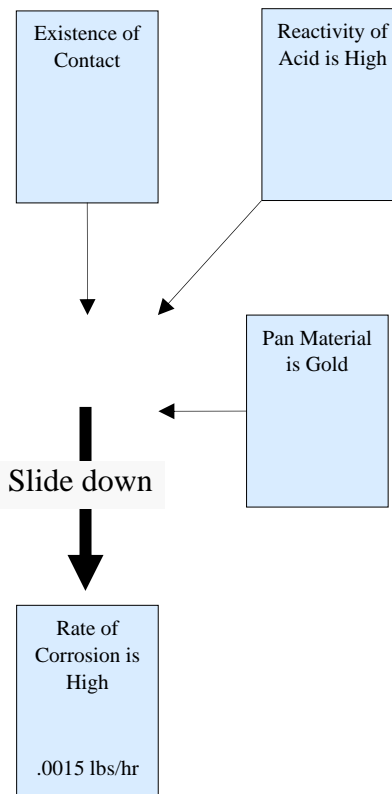 Existence of
Contact
Reactivity of
Acid is High
Pan Material
is Gold
Slide down
Rate of
Corrosion is
High
.0015 lbs/hr